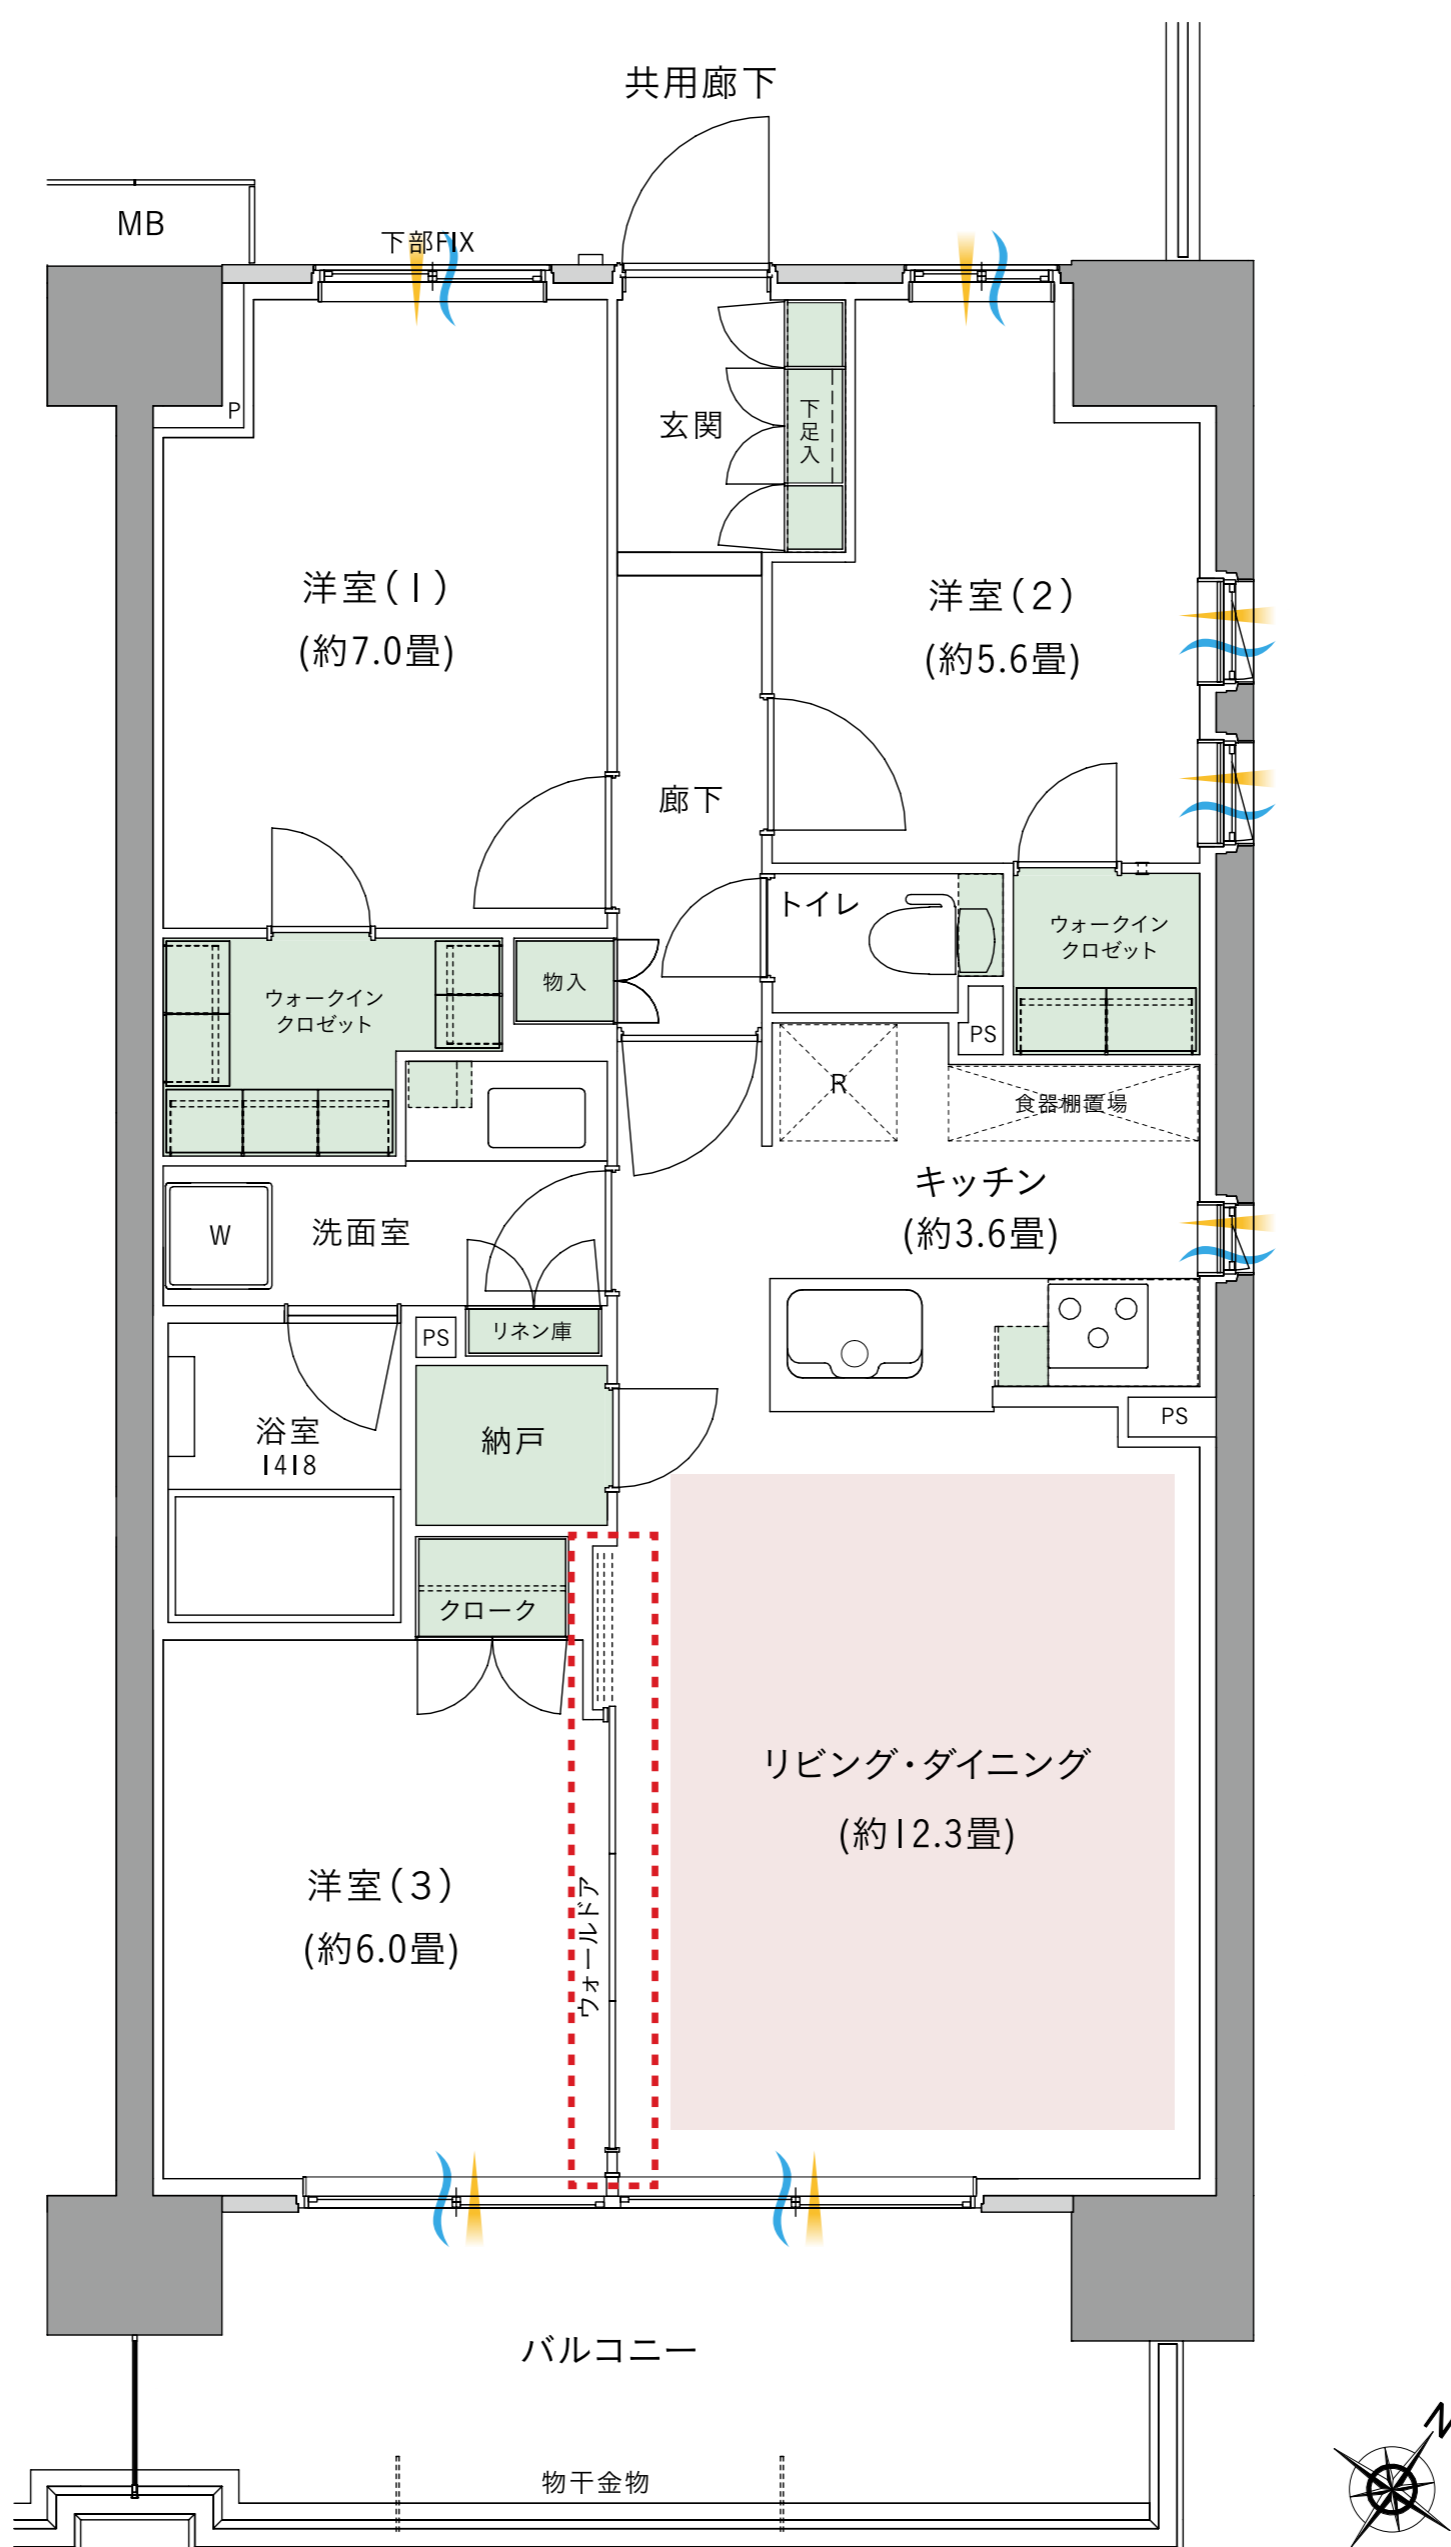 共用廊下
MB
下部FIX
P
玄関
下足入
洋室(1)
(約7.0畳)
洋室(2)
(約5.6畳)
廊下
トイレ
ウォークイン
クロゼット
物入
ウォークイン
クロゼット
PS
R
食器棚置場
キッチン
(約3.6畳)
W
洗面室
PS
リネン庫
PS
浴室
1418
納戸
クローク
リビング・ダイニング
(約12.3畳)
洋室(3)
(約6.0畳)
ウォールドア
バルコニー
物干金物
N